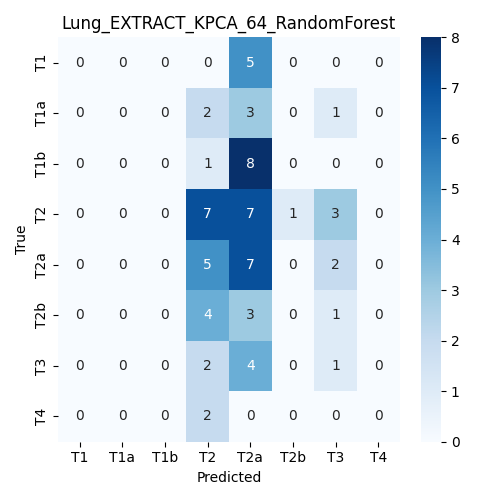 Lung_EXTRACT_KPCA_64_RandomForest
T1 0 0 0 0 5 0 0 0
T1a 0 0 0 2 3 0 1 0
T1b 0 0 0 1 8 0 0 0
T2 0 0 0 7 7 1 3 0
T2a 0 0 0 5 7 0 2 0
T2b 0 0 0 4 3 0 1 0
T3 0 0 0 2 4 0 1 0
T4 0 0 0 2 0 0 0 0
T1 T1a T1b T2 T2a T2b T3 T4
Predicted
True
8
7
6
5
4
3
2
1
0